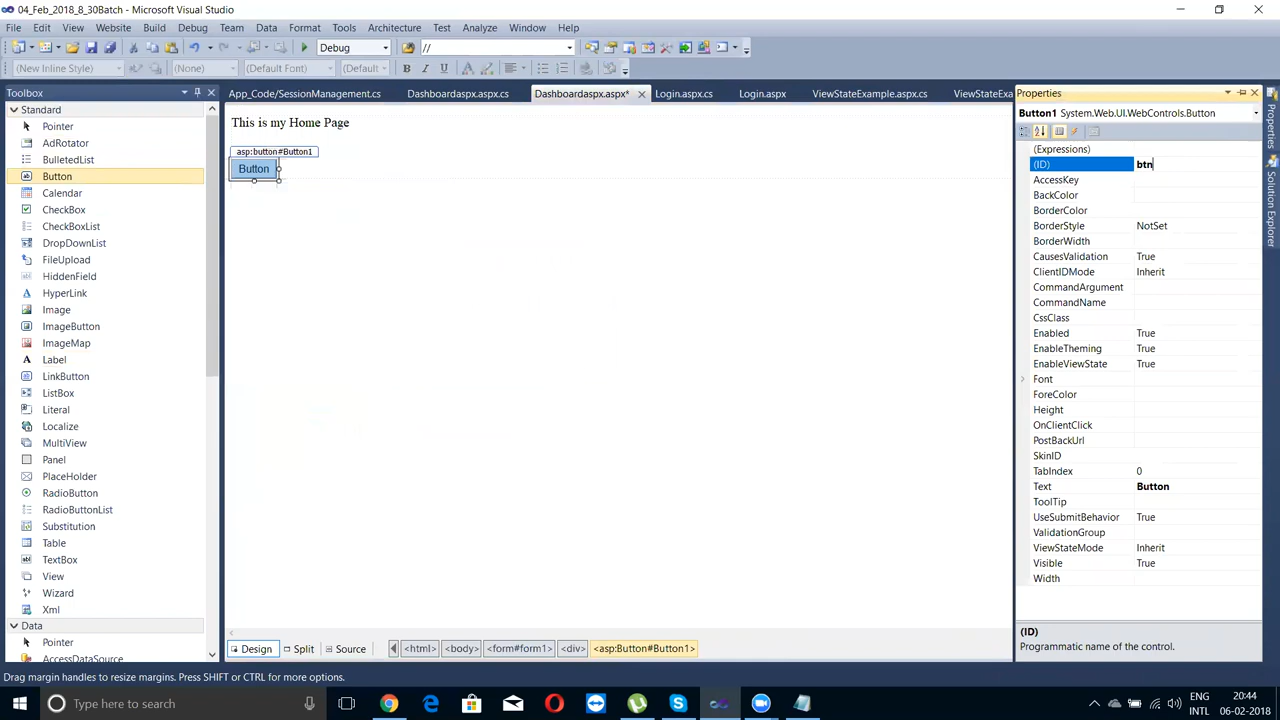 04_Feb_2018_8_30Batch - Microsoft Visual Studio
File Edit View Website Build Debug Team Data Format Tools Architecture Test Analyze Window Help
Debug //
(New Inline Style) (None) (Default Font) (Default B I U A
Toolbox
App_Code/SessionManagement.cs Dashboardaspx.aspx.cs Dashboardaspx.aspx* Login.aspx.cs Login.aspx ViewStateExample.aspx.cs ViewStateExa
Properties
Standard
Pointer
AdRotator
BulletedList
Button
Calendar
CheckBox
CheckBoxList
DropDownList
FileUpload
HiddenField
HyperLink
Image
ImageButton
ImageMap
Label
LinkButton
ListBox
Literal
Localize
MultiView
Panel
PlaceHolder
RadioButton
RadioButtonList
Substitution
Table
TextBox
View
Wizard
Xml
Data
Pointer
AccessDataSource
This is my Home Page
asp:button#Button1
Button
Design Split Source <html> <body> <form#form1> <div> <asp:Button#Button1>
Button1 System.Web.UI.WebControls.Button
(Expressions)
(ID) btn
AccessKey
BackColor
BorderColor
BorderStyle NotSet
BorderWidth
CausesValidation True
ClientIDMode Inherit
CommandArgument
CommandName
CssClass
Enabled True
EnableTheming True
EnableViewState True
Font
ForeColor
Height
OnClientClick
PostBackUrl
SkinID
TabIndex 0
Text Button
ToolTip
UseSubmitBehavior True
ValidationGroup
ViewStateMode Inherit
Visible True
Width
(ID)
Programmatic name of the control.
Properties
Solution Explorer
Drag margin handles to resize margins. Press SHIFT or CTRL for more options.
Type here to search
ENG
INTL
20:44
06-02-2018